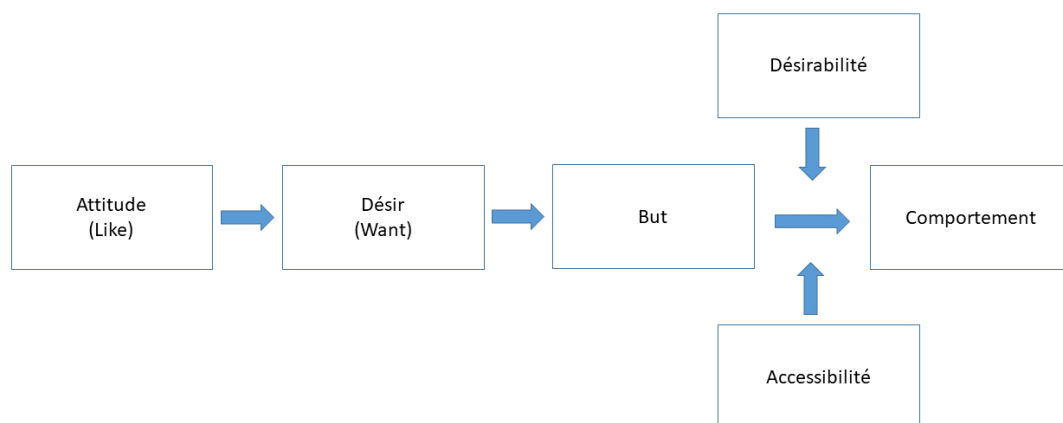 Désirabilité
Attitude
(Like)
Désir
(Want)
But
Comportement
Accessibilité